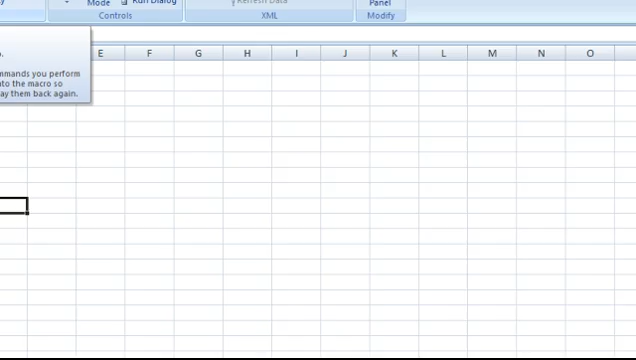 Mode
Run Dialog
Refresh Data
Panel
Controls
XML
Modify
E F G H I J K L M N O
mmands you perform
nto the macro so
ay them back again.